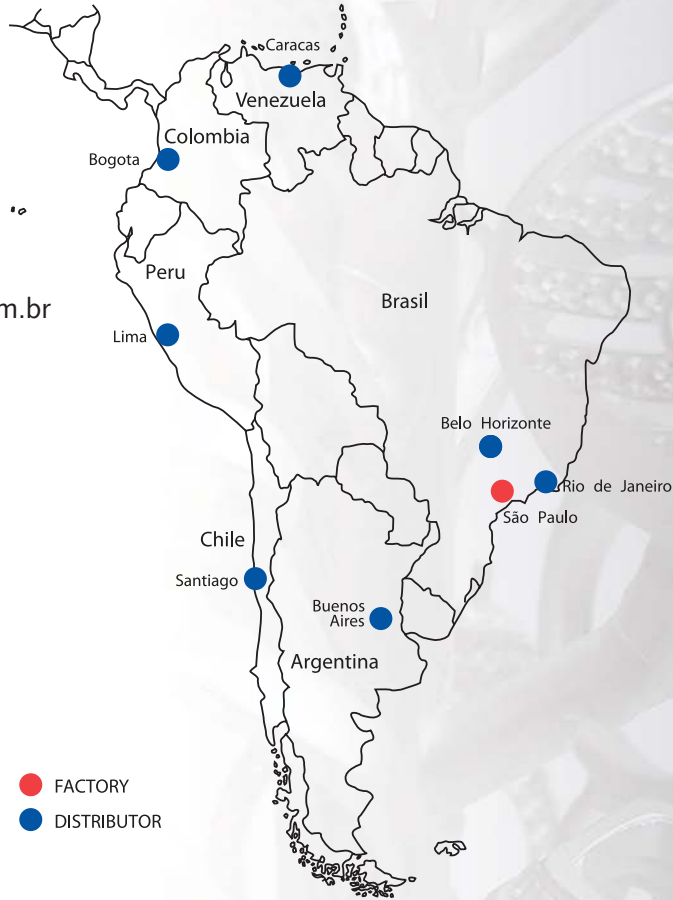 Caracas
Venezuela
Colombia
Bogota
Peru
m.br
Brasil
Lima
Belo Horizonte
Rio de Janeiro
São Paulo
Chile
Santiago
Buenos
Aires
Argentina
FACTORY
DISTRIBUTOR